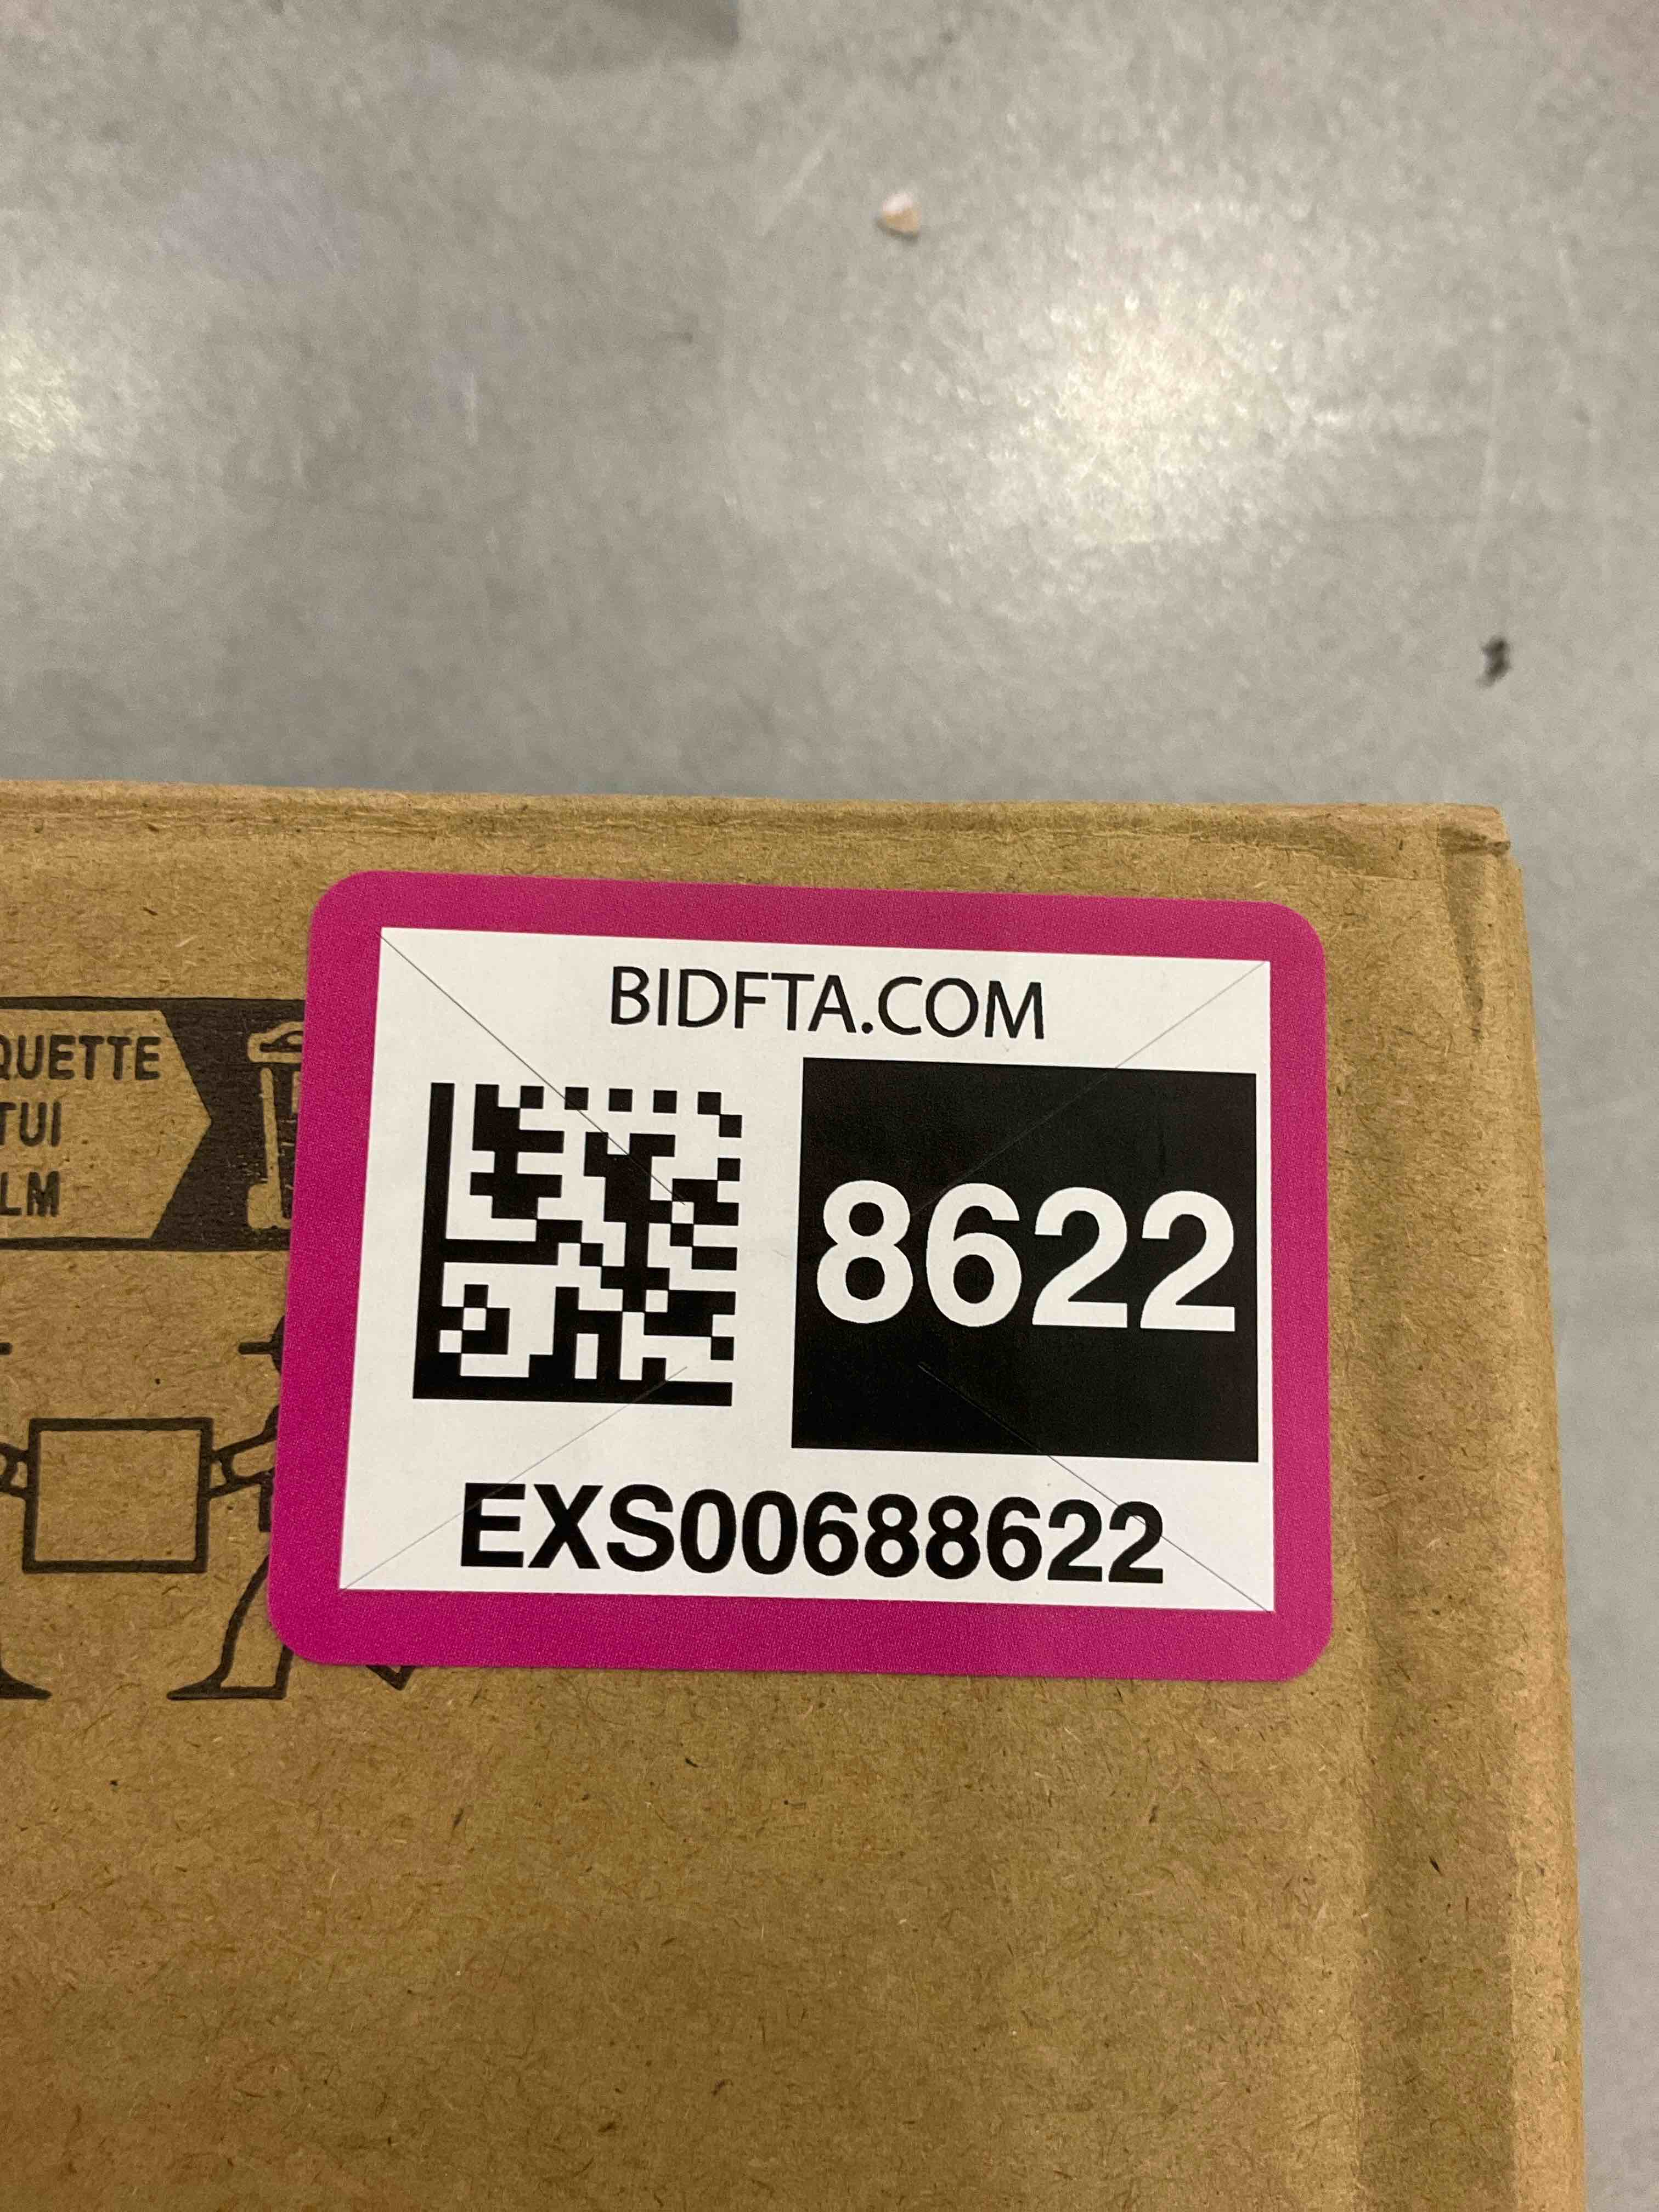 BIDFTA.COM
8622
EXS00688622
QUETTE
TUI
LM